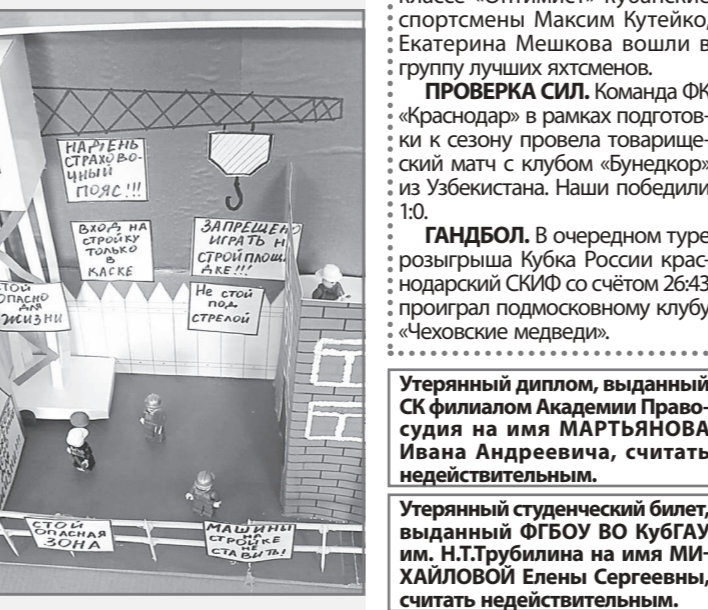 НАДЕНЬ
СТРАХОВО-
ЧНЫЙ
ПОЯС!!!
ВХОД НА
СТРОЙКУ
ТОЛЬКО
В
КАСКЕ
ЗАПРЕЩЕНО
ИГРАТЬ Н
СТРОЙПЛОЩ
ДКЕ!!!
Не стой
под
стрелой
СТОЙ
ОПАСНО
ДЛЯ
ЖИЗНИ
СТОЙ
ОПАСНАЯ
ЗОНА
МАШИНЫ
НА
СТРОЙКЕ
НЕ
СТАВИТЬ!
классе «Оптимист» кубанские
спортсмены Максим Кутейко,
Екатерина Мешкова вошли в
группу лучших яхтсменов.
ПРОВЕРКА СИЛ. Команда ФК
«Краснодар» в рамках подготов-
ки к сезону провела товарище-
ский матч с клубом «Бунедкор»
из Узбекистана. Наши победили
1:0.
ГАНДБОЛ. В очередном туре
розыгрыша Кубка России крас-
нодарский СКИФ со счётом 26:43
проиграл подмосковному клубу
«Чеховские медведи».
Утерянный диплом, выданный
СК филиалом Академии Право-
судия на имя МАРТЬЯНОВА
Ивана Андреевича, считать
недействительным.
Утерянный студенческий билет,
выданный ФГБОУ ВО КубГАУ
им. Н.Т.Трубилина на имя МИ-
ХАЙЛОВОЙ Елены Сергеевны,
считать недействительным.